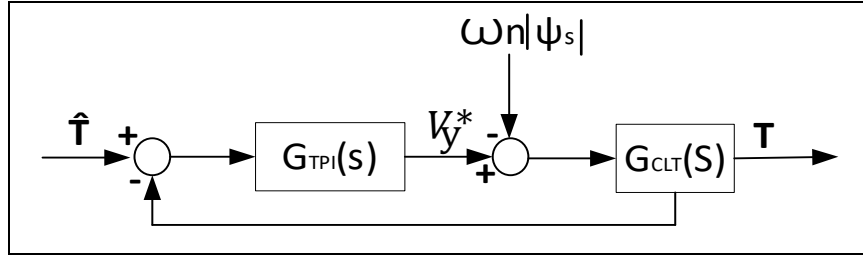 ωn|ψs|
T̂
+
-
GTPI(s)
Vy*
-
+
GCLT(S)
T